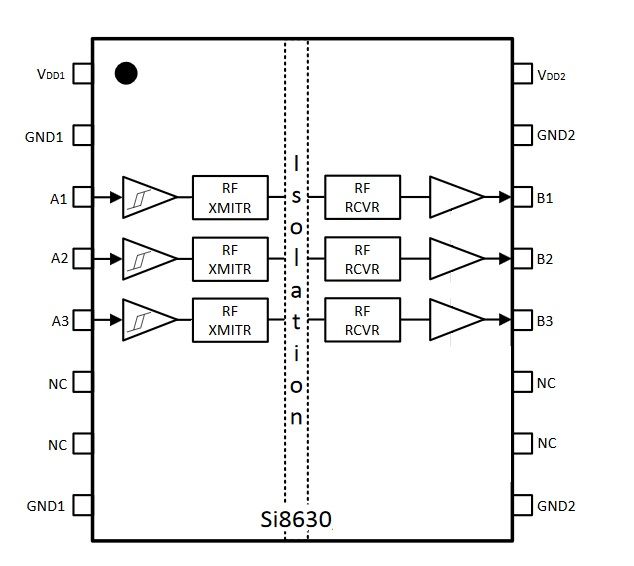 VDD1
VDD2
GND1
GND2
A1
RF
XMITR
RF
RCVR
B1
A2
RF
XMITR
RF
RCVR
B2
A3
RF
XMITR
RF
RCVR
B3
Isolation
NC
NC
NC
NC
GND1
GND2
Si8630